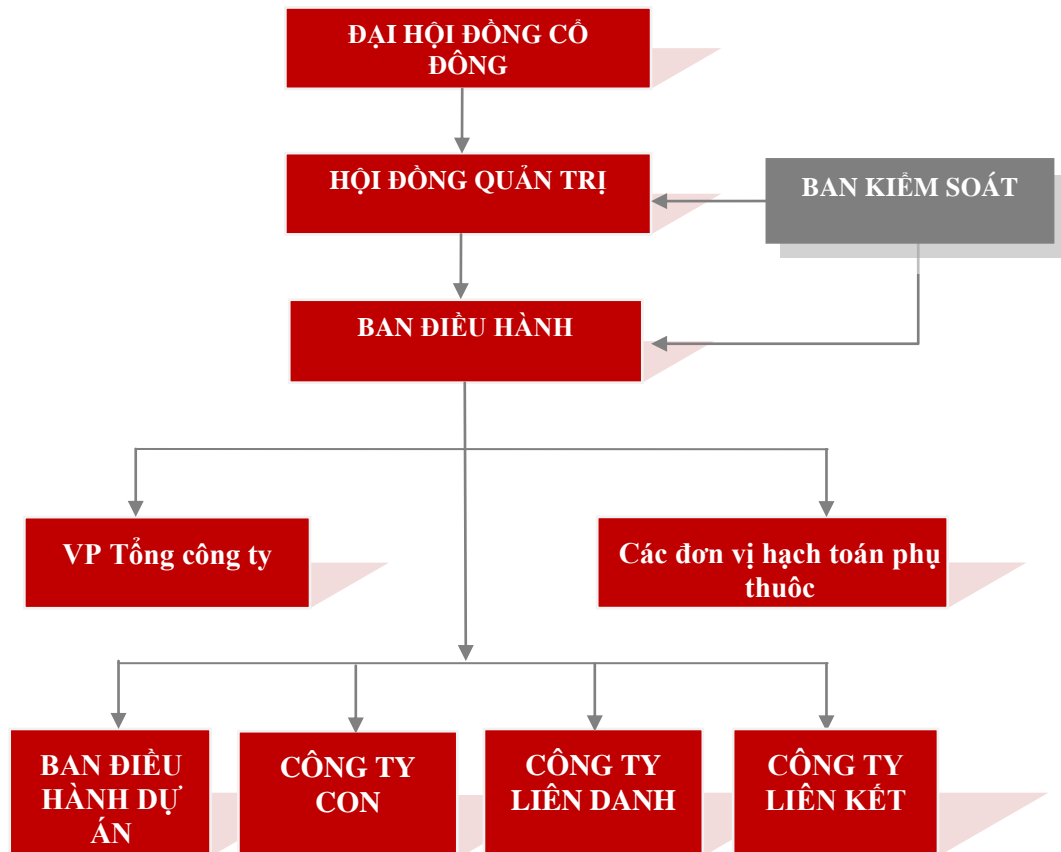 ĐẠI HỘI ĐỒNG CỔ
ĐÔNG
HỘI ĐỒNG QUẢN TRỊ
BAN KIỂM SOÁT
BAN ĐIỀU HÀNH
VP Tổng công ty
Các đơn vị hạch toán phụ
thuôc
BAN ĐIỀU
HÀNH DỰ
ÁN
CÔNG TY
CON
CÔNG TY
LIÊN DANH
CÔNG TY
LIÊN KẾT